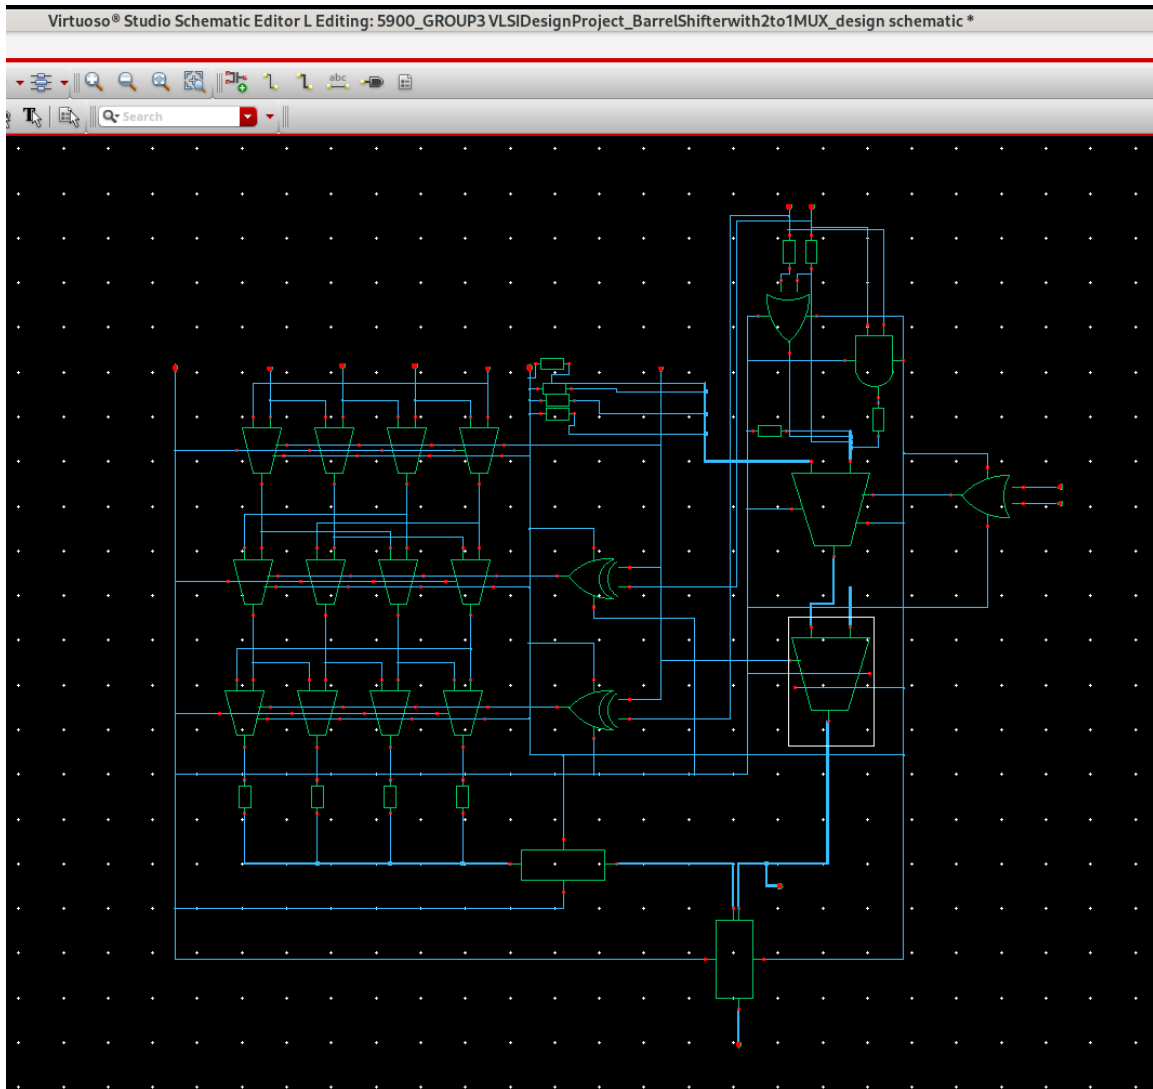 Virtuoso® Studio Schematic Editor L Editing: 5900_GROUP3 VLSIDesignProject_BarrelShifterwith2to1MUX_design schematic *
abc
T
Search